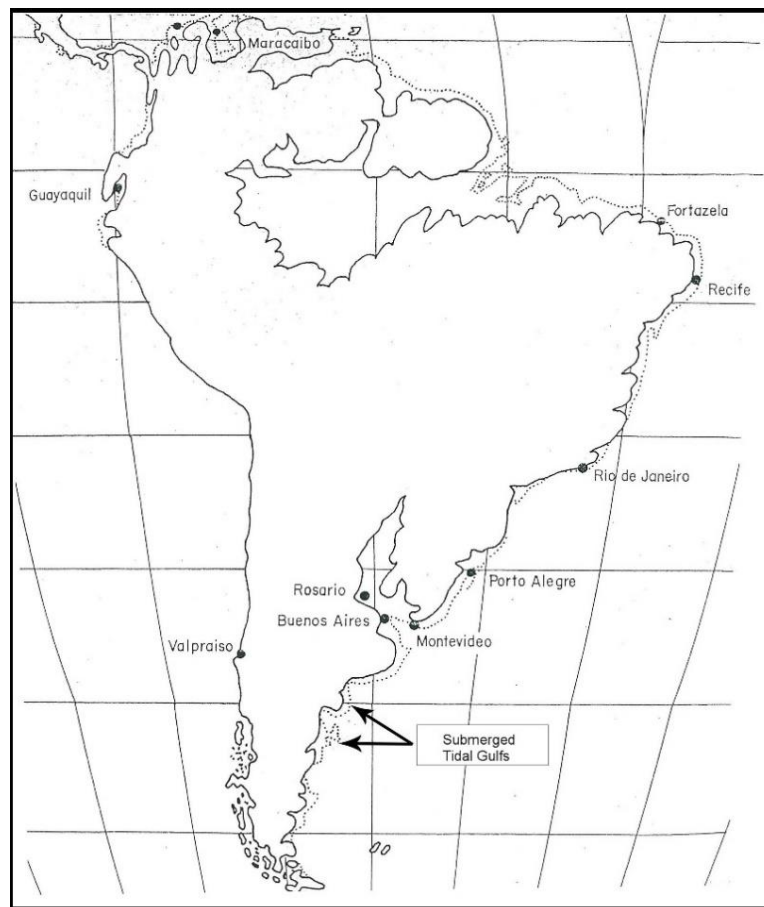 Maracaibo
Guayaquil
Fortazela
Recife
Rio de Janeiro
Rosario
Porto Alegre
Buenos Aires
Montevideo
Valpraiso
Submerged
Tidal Gulfs